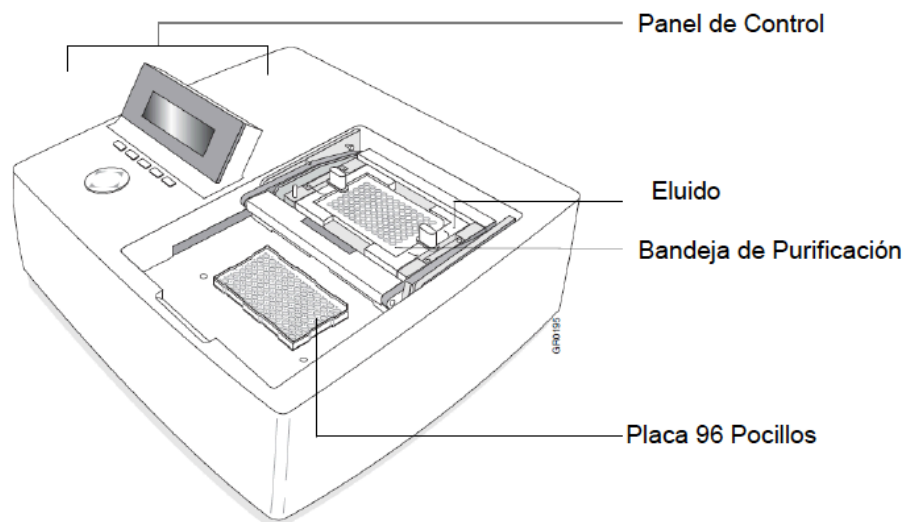 Panel de Control
Eluido
Bandeja de Purificación
GR0195
Placa 96 Pocillos